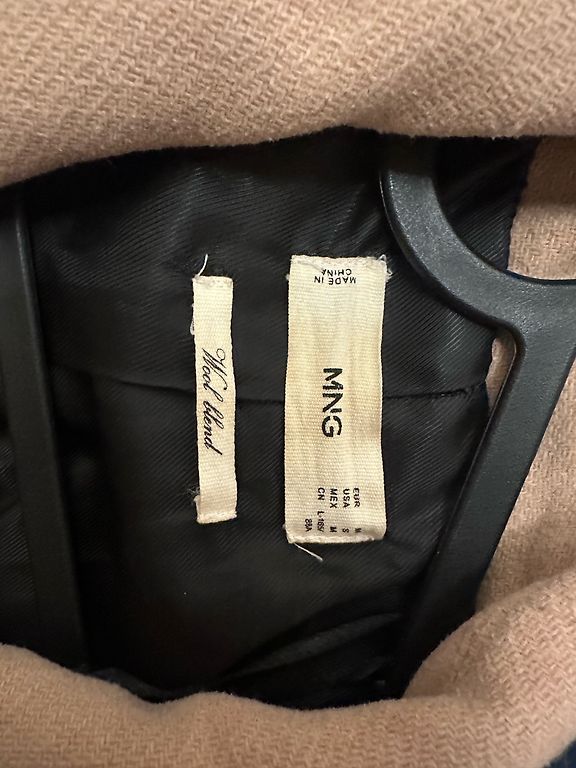 Wool blend
MADE IN
CHINA
MNG
EUR M
USA S
MEX M
CN